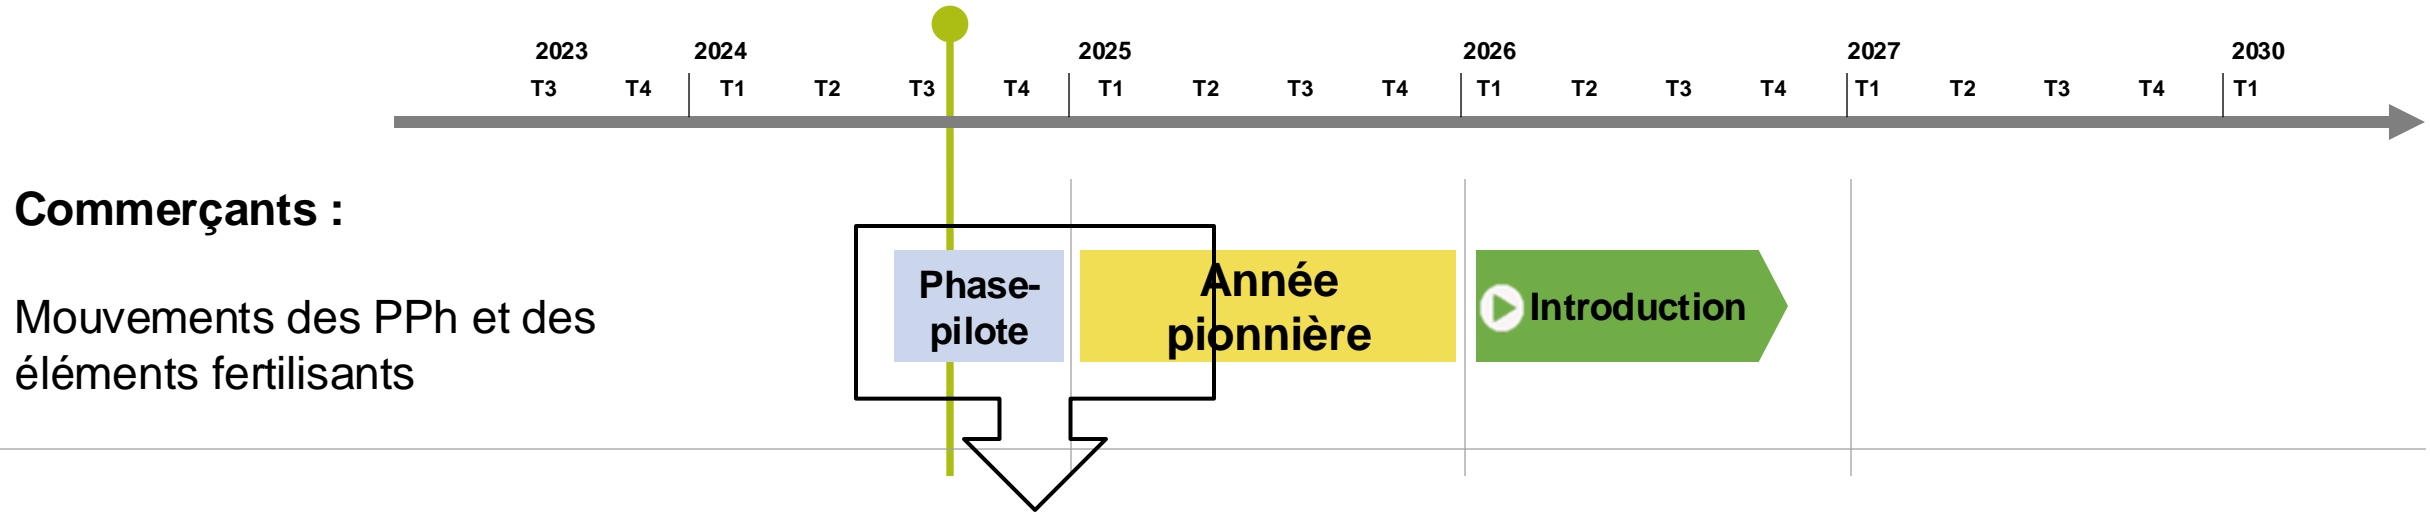 2023 2024 2025 2026 2027 2030
T3 T4 T1 T2 T3 T4 T1 T2 T3 T4 T1 T2 T3 T4 T1 T2 T3 T4 T1
Commerçants :
Mouvements des PPh et des
éléments fertilisants
Phase-
pilote
Année
pionnière
Introduction